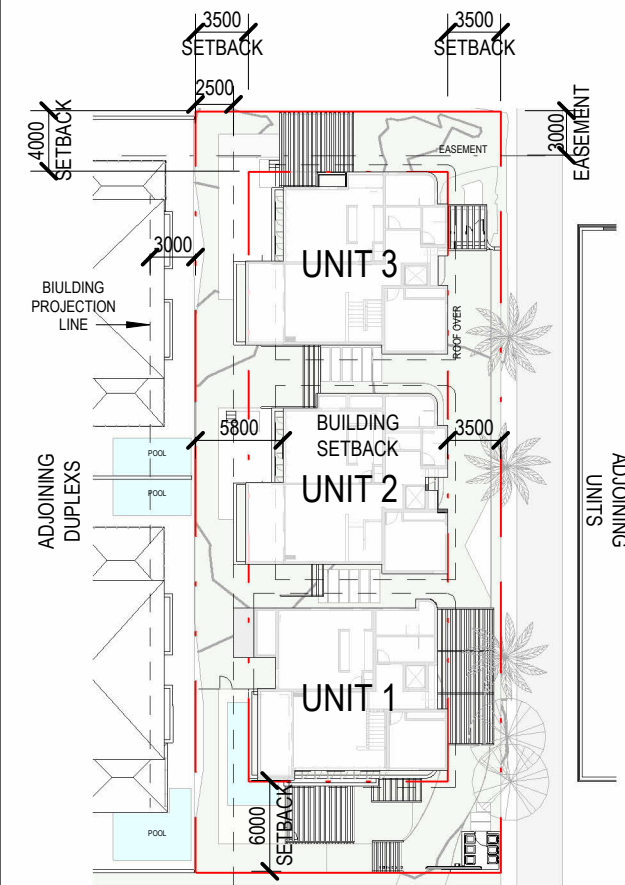 3500
SETBACK
3500
SETBACK
2500
4000
SETBACK
EASEMENT
3000
EASEMENT
3000
UNIT 3
BIULDING
PROJECTION
LINE
ROOF OVER
5800
BUILDING
SETBACK
3500
POOL
POOL
UNIT 2
ADJOINING
DUPLEXS
ADJOINING
UNITS
UNIT 1
6000
SETBACK
POOL